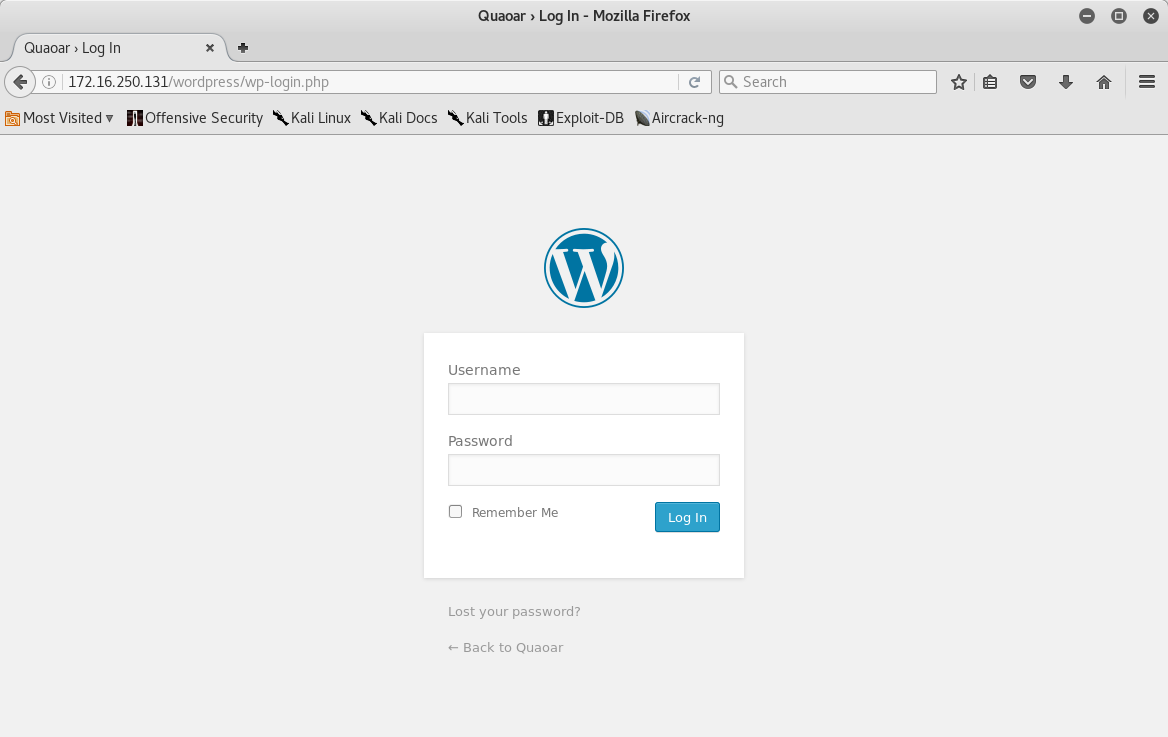 Quaoar › Log In - Mozilla Firefox
Quaoar › Log In
172.16.250.131/wordpress/wp-login.php
Search
Most Visited
Offensive Security
Kali Linux
Kali Docs
Kali Tools
Exploit-DB
Aircrack-ng
Username
Password
Remember Me
Log In
Lost your password?
← Back to Quaoar